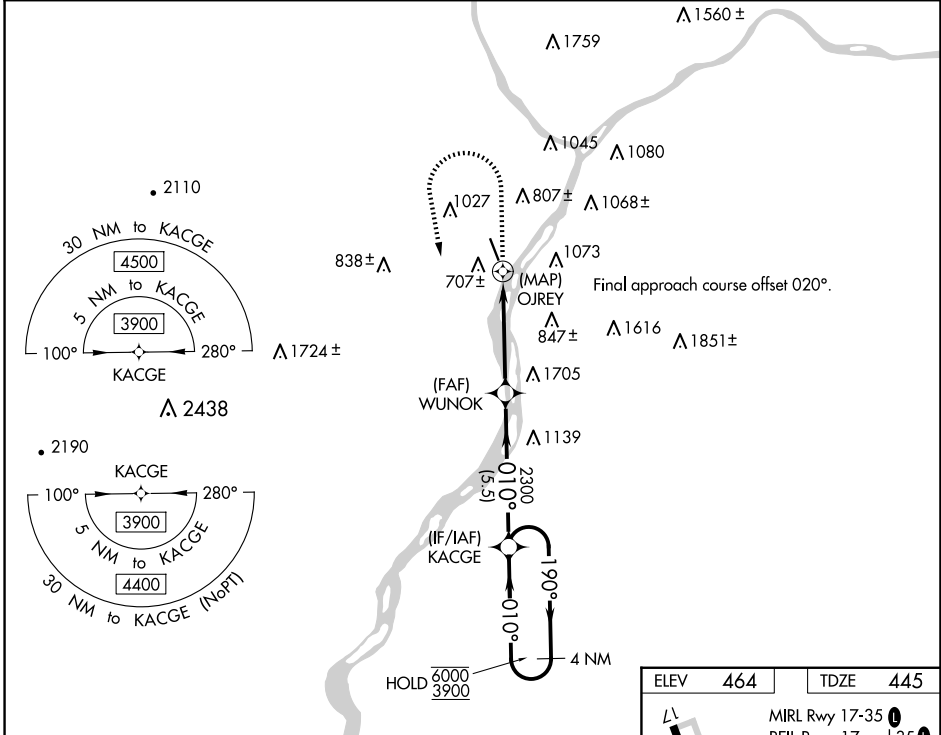 1560 ±
1759
1045
1080
2110
1027
807 ±
1068 ±
30 NM to KACGE
4500
5 NM to KACGE
3900
100°
280°
KACGE
838 ±
707 ±
1073
(MAP)
OJREY
Final approach course offset 020°.
847 ±
1616
1851 ±
1724 ±
1705
(FAF)
WUNOK
2438
1139
2190
KACGE
100°
280°
3900
5 NM to KACGE
4400
30 NM to KACGE (NoPT)
2300
010°
(5.5)
(IF/IAF)
KACGE
190°
010°
4 NM
HOLD 6000
3900
ELEV 464
TDZE 445
17
MIRL Rwy 17-35 L